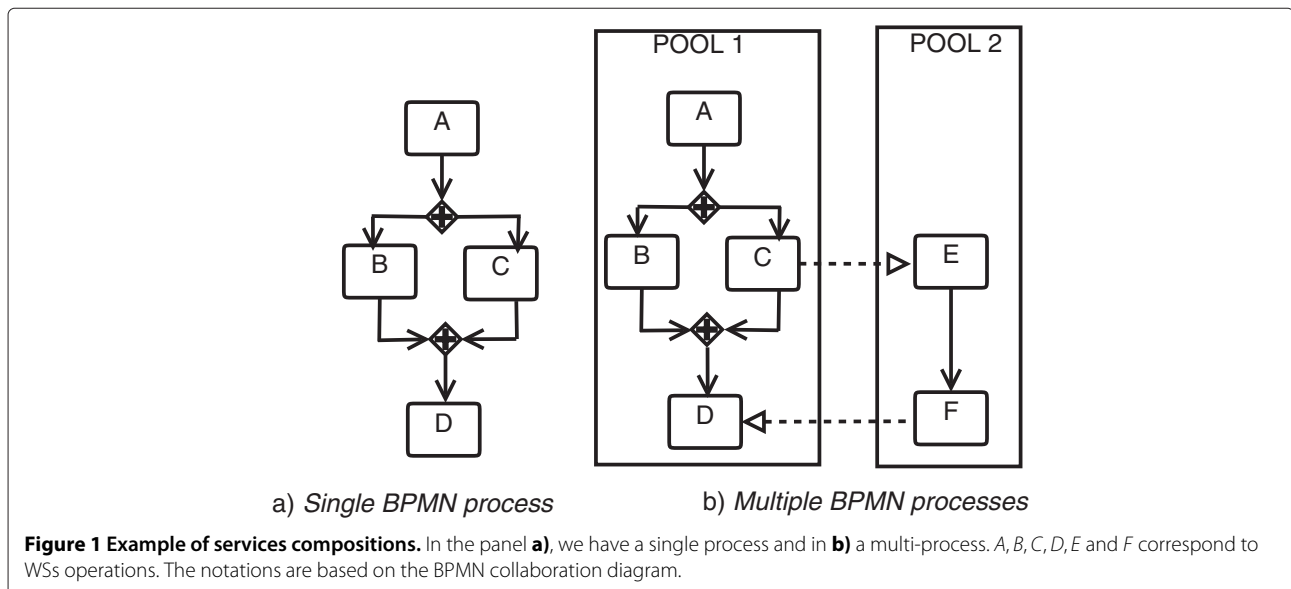 POOL 1
POOL 2
A
B
C
D
A
B
C
D
E
F
a) Single BPMN process
b) Multiple BPMN processes
Figure 1 Example of services compositions. In the panel a), we have a single process and in b) a multi-process. A, B, C, D, E and F correspond to
WSs operations. The notations are based on the BPMN collaboration diagram.